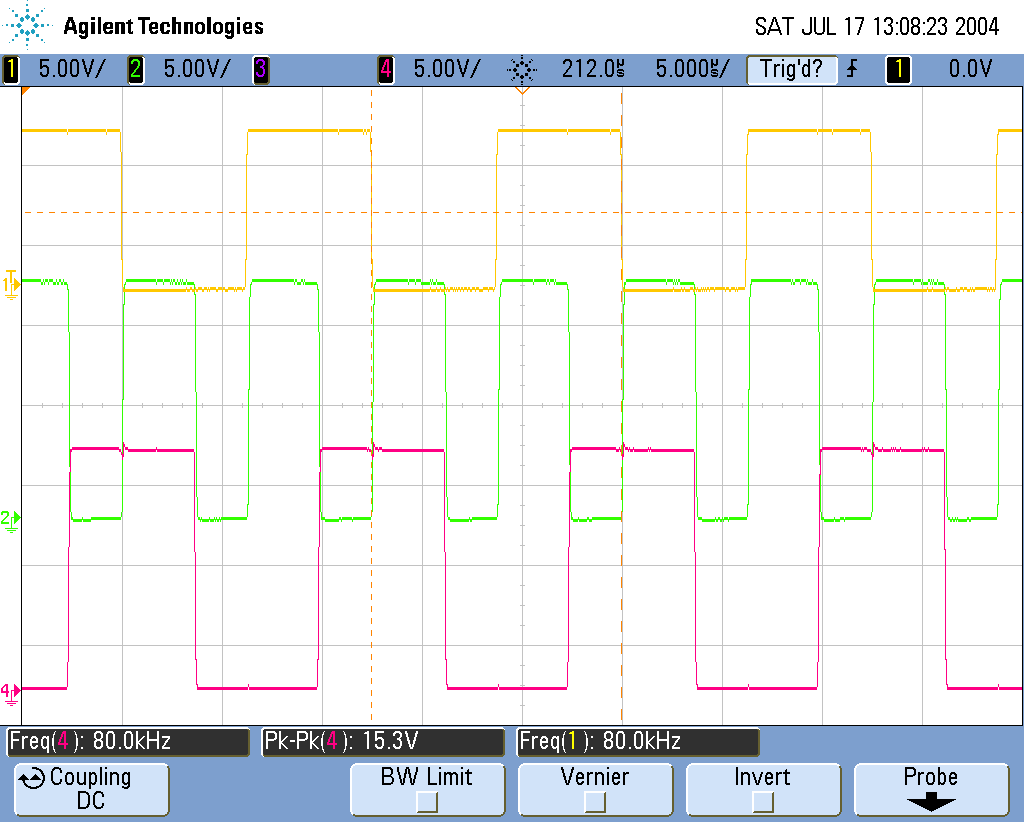 Agilent Technologies SAT JUL 17 13:08:23 2004
1 5.00V/ 2 5.00V/ 3 4 5.00V/ 212.0µs 5.000µs/ Trig'd? 1 0.0V
T
1
2
4
Freq(4): 80.0kHz Pk-Pk(4): 15.3V Freq(1): 80.0kHz
Coupling BW Limit Vernier Invert Probe
DC